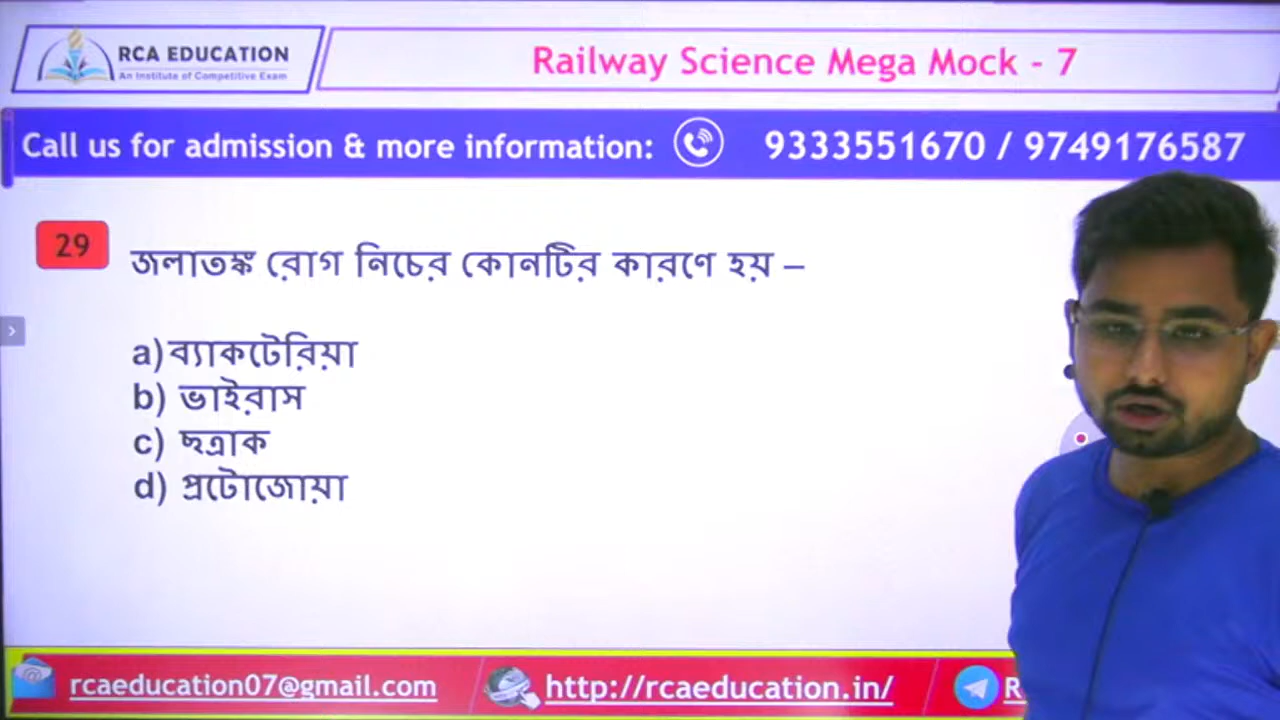 RCA EDUCATION
An Institute of Competitive Exam
Railway Science Mega Mock - 7
Call us for admission & more information: 9333551670 / 9749176587
29
জলাতঙ্ক রোগ নিচের কোনটির কারণে হয় –
a)ব্যাকটেরিয়া
b) ভাইরাস
c) ছত্রাক
d) প্রটোজোয়া
rcaeducation07@gmail.com
http://rcaeducation.in/
R